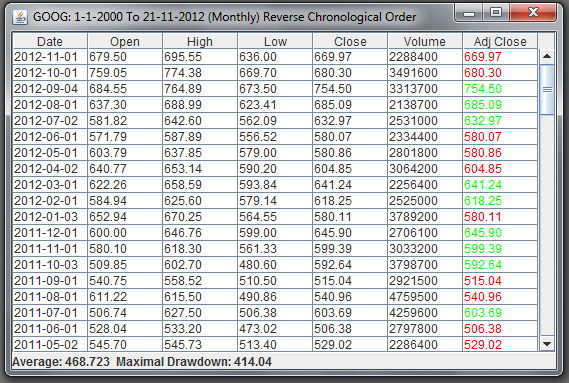 GOOG: 1-1-2000 To 21-11-2012 (Monthly) Reverse Chronological Order
Date Open High Low Close Volume Adj Close
2012-11-01 679.50 695.55 636.00 669.97 2288400 669.97
2012-10-01 759.05 774.38 669.70 680.30 3491600 680.30
2012-09-04 684.55 764.89 673.50 754.50 3313700 754.50
2012-08-01 637.30 688.99 623.41 685.09 2138700 685.09
2012-07-02 581.82 642.60 562.09 632.97 2531000 632.97
2012-06-01 571.79 587.89 556.52 580.07 2334400 580.07
2012-05-01 603.79 637.85 579.00 580.86 2801800 580.86
2012-04-02 640.77 653.14 590.20 604.85 3064200 604.85
2012-03-01 622.26 658.59 593.84 641.24 2256400 641.24
2012-02-01 584.94 625.60 579.14 618.25 2525000 618.25
2012-01-03 652.94 670.25 564.55 580.11 3789200 580.11
2011-12-01 600.00 646.76 599.00 645.90 2706100 645.90
2011-11-01 580.10 618.30 561.33 599.39 3033200 599.39
2011-10-03 509.85 602.70 480.60 592.64 3798700 592.64
2011-09-01 540.75 558.52 510.50 515.04 2921500 515.04
2011-08-01 611.22 615.50 490.86 540.96 4759500 540.96
2011-07-01 506.74 627.50 506.38 603.69 4259600 603.69
2011-06-01 528.04 533.20 473.02 506.38 2797800 506.38
2011-05-02 545.70 545.73 513.40 529.02 2286400 529.02
Average: 468.723 Maximal Drawdown: 414.04